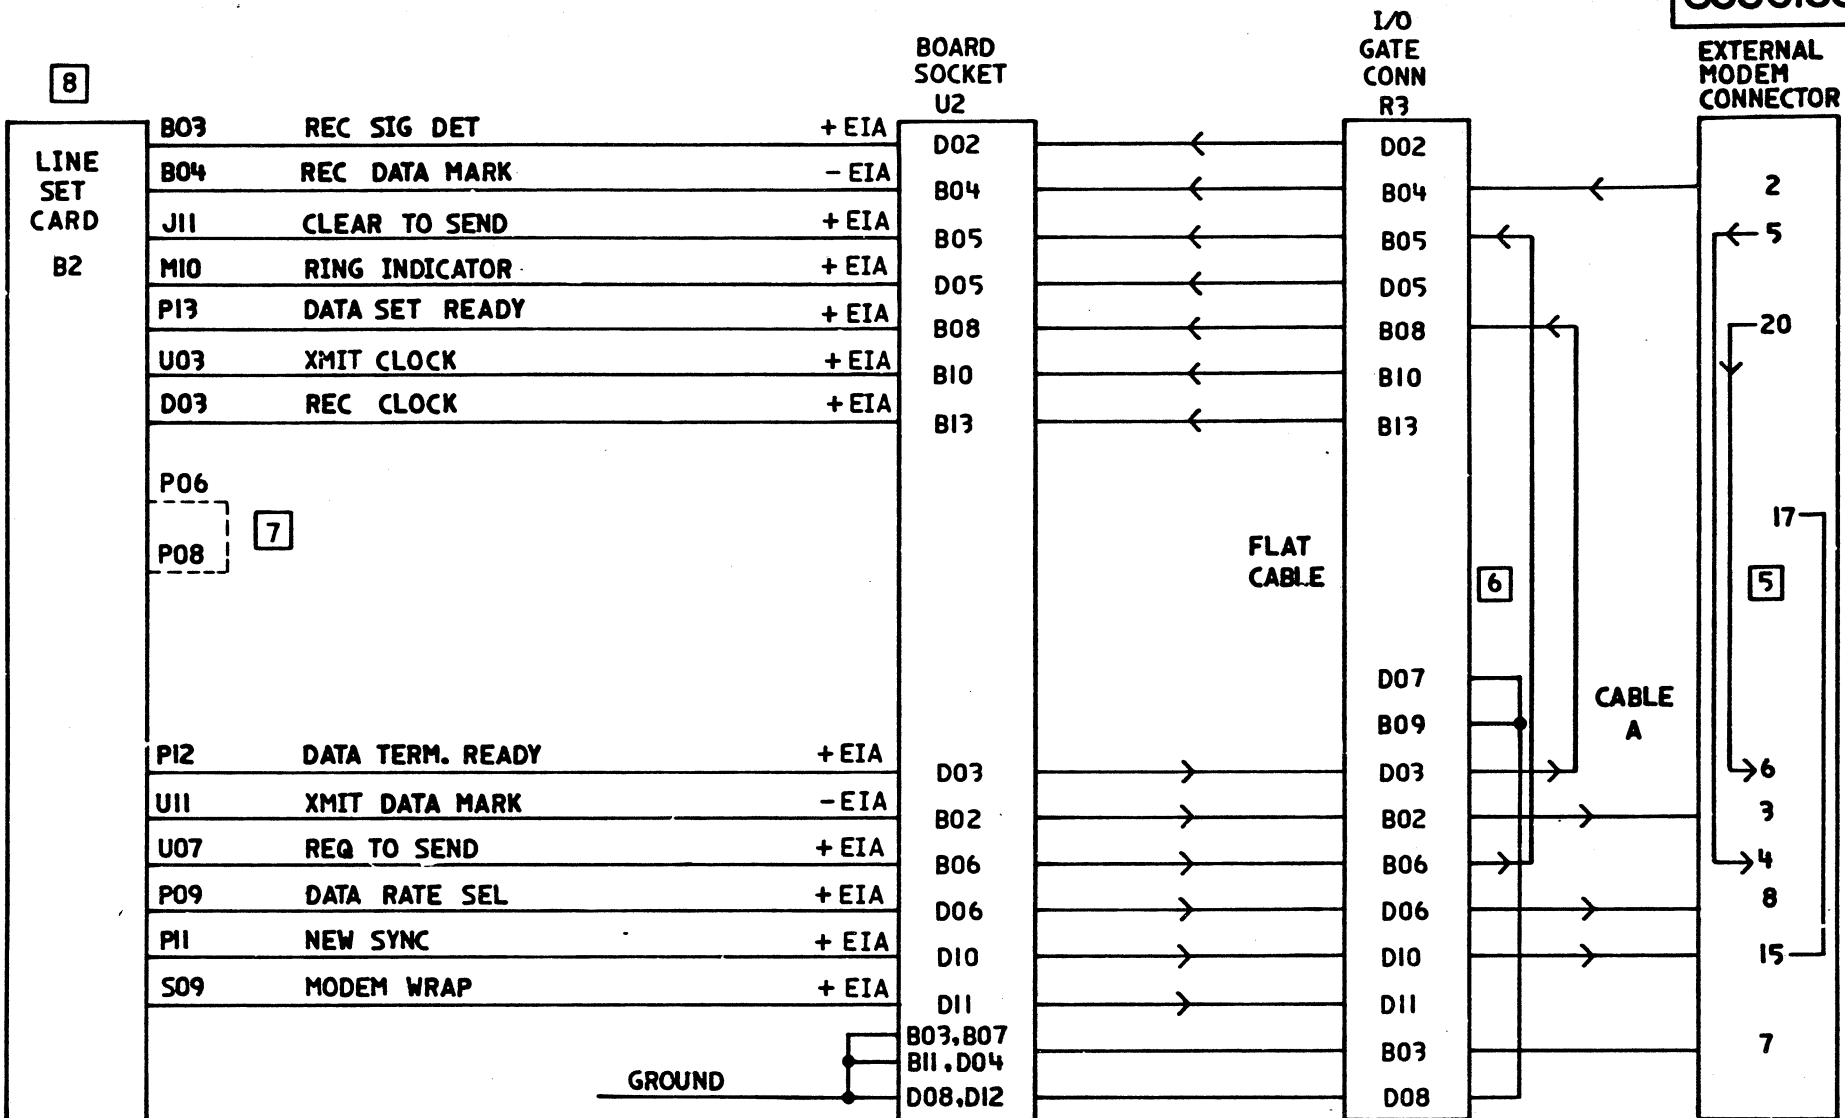 I/O
GATE
CONN
R3
BOARD
SOCKET
U2
EXTERNAL
MODEM
CONNECTOR
8
LINE
SET
CARD
B2
B03 REC SIG DET + EIA D02 D02
B04 REC DATA MARK - EIA B04 B04 2
J11 CLEAR TO SEND + EIA B05 B05 5
M10 RING INDICATOR + EIA D05 D05
P13 DATA SET READY + EIA B08 B08 20
U03 XMIT CLOCK + EIA B10 B10
D03 REC CLOCK + EIA B13 B13
P06
7
P08
17
FLAT
CABLE
6
5
D07
B09
CABLE
A
P12 DATA TERM. READY + EIA D03 D03 6
U11 XMIT DATA MARK - EIA B02 B02 3
U07 REQ TO SEND + EIA B06 B06 4
P09 DATA RATE SEL + EIA D06 D06 8
P11 NEW SYNC + EIA D10 D10 15
S09 MODEM WRAP + EIA D11 D11
B03,B07 B03 7
B11,D04
GROUND D08,D12 D08